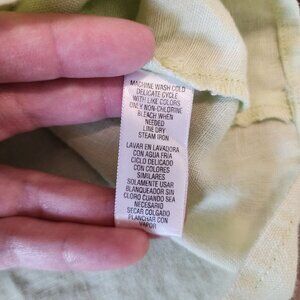 MACHINE WASH COLD
DELICATE CYCLE
WITH LIKE COLORS
ONLY NON-CHLORINE
BLEACH WHEN
NEEDED
LINE DRY
STEAM IRON
LAVAR EN LAVADORA
CON AGUA FRIA
CICLO DELICADO
CON COLORES
SIMILARES
SOLAMENTE USAR
BLANQUEADOR SIN
CLORO CUANDO SEA
NECESARIO
SECAR COLGADO
PLANCHAR CON
VAPOR